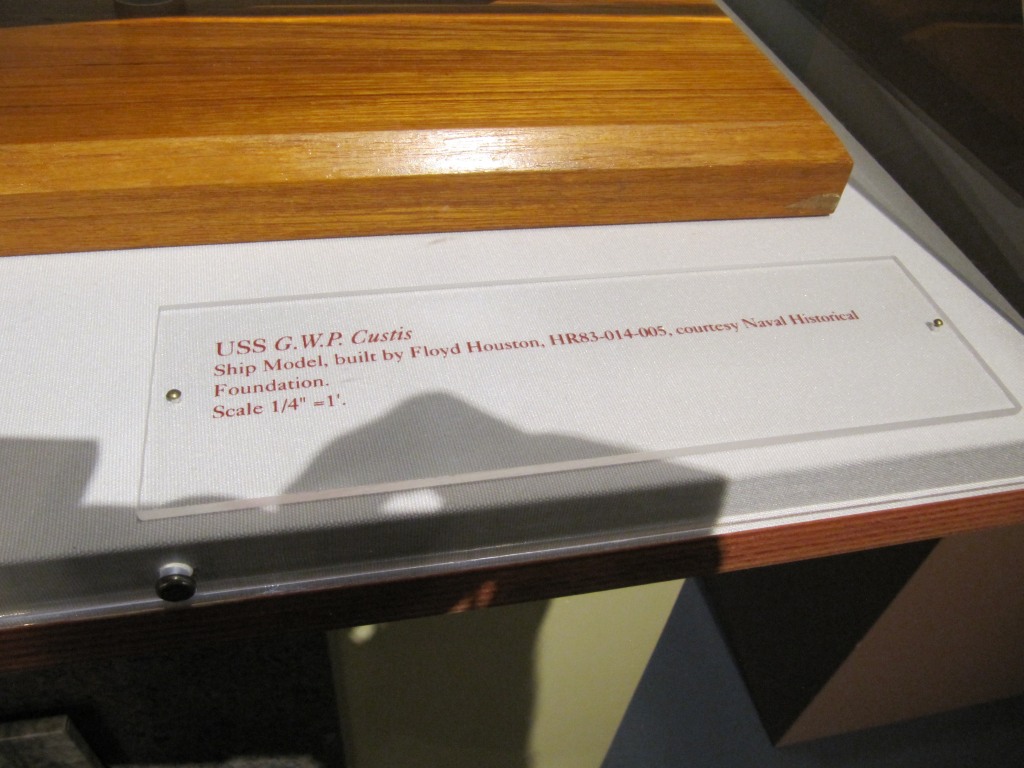 USS G.W.P. Custis
Ship Model, built by Floyd Houston, HR83-014-005, courtesy Naval Historical
Foundation.
Scale 1/4" =1'.